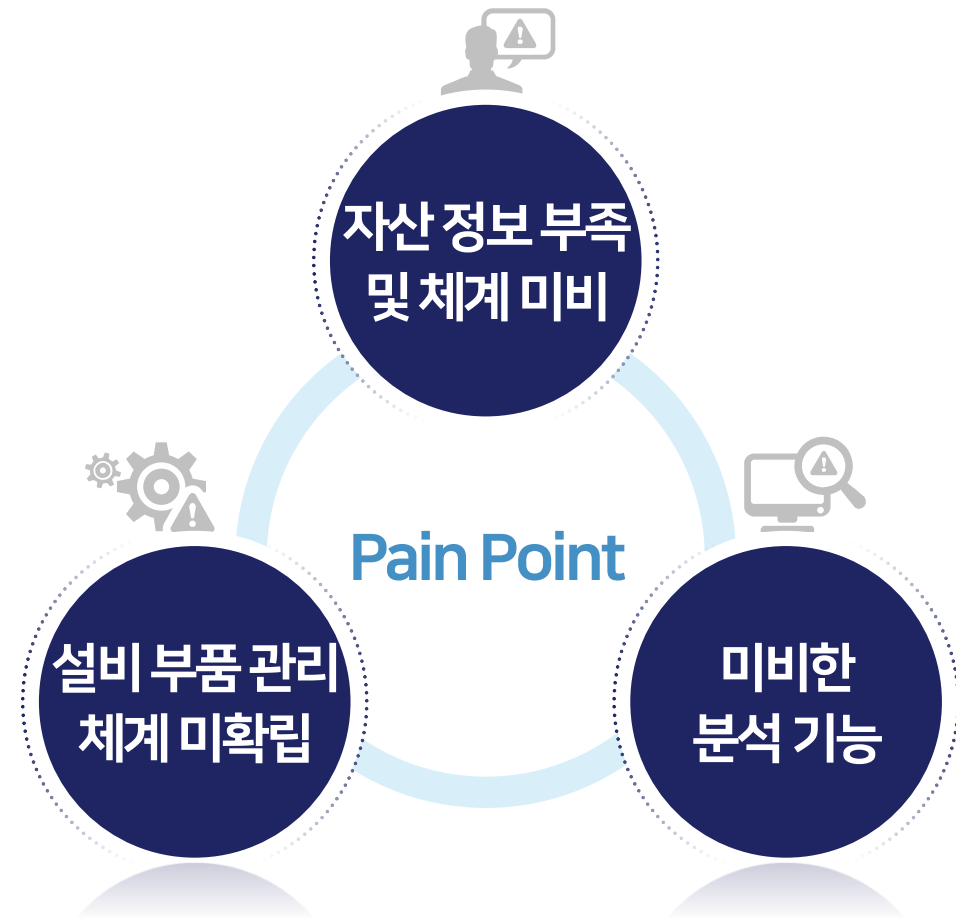 자산 정보 부족
및 체계 미비
Pain Point
설비 부품 관리
체계 미확립
미비한
분석 기능